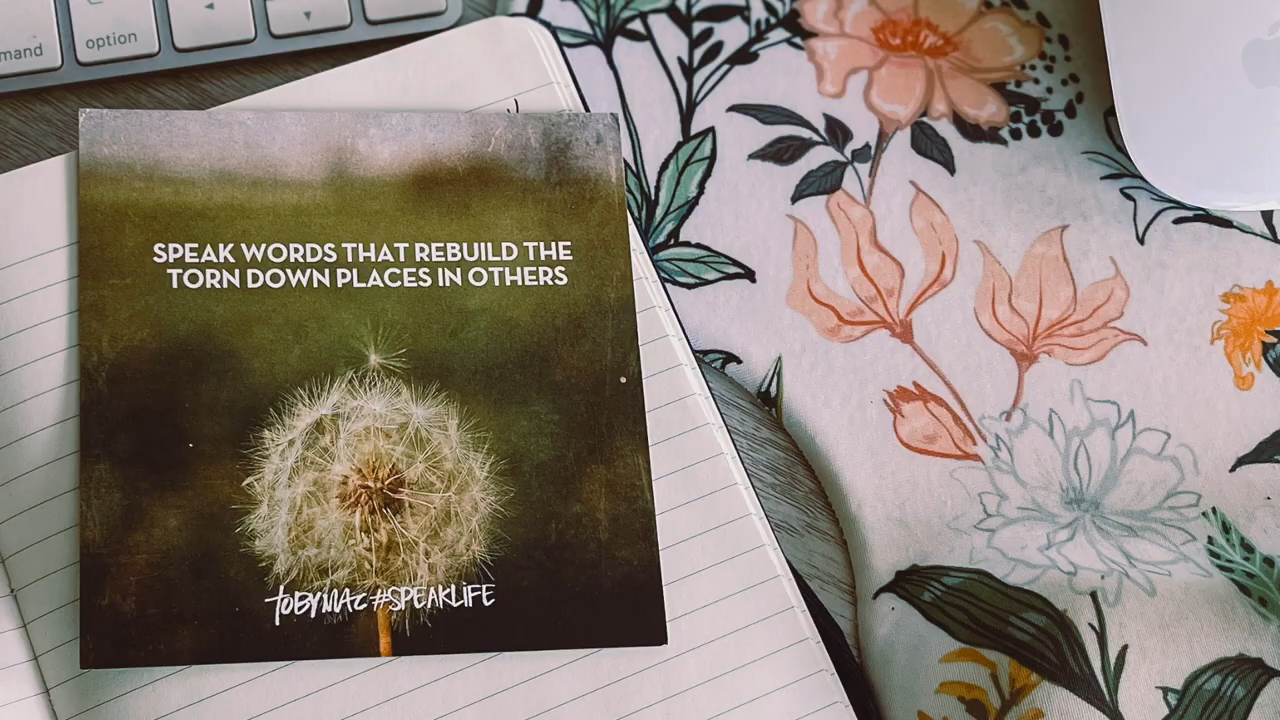 mand
option
SPEAK WORDS THAT REBUILD THE
TORN DOWN PLACES IN OTHERS
TOBYMAC #SPEAKLIFE